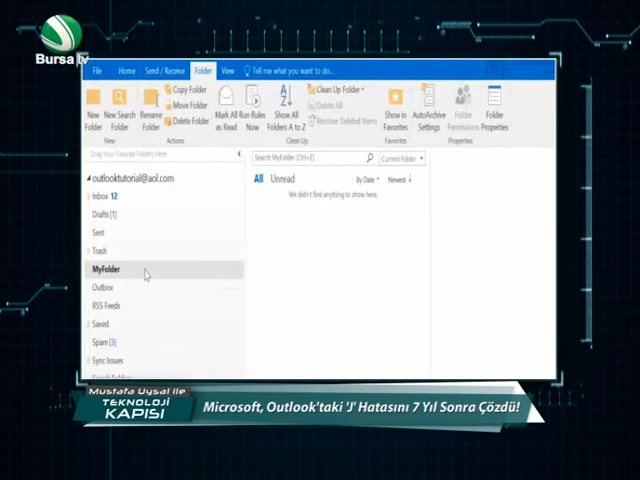 Bursa tv
File Home Send / Receive Folder View Tell me what you want to do..
New Folder
New Search Folder
Rename Folder
Copy Folder
Move Folder
Delete Folder
Mark All as Read
Run Rules Now
Show All Folders A to Z
Clean Up Folder
Delete All
Recover Deleted Items
Show in Favorites
AutoArchive Settings
Folder Permissions
Folder Properties
New Actions Clean Up Favorites Properties
Drag Your Favorite Folders Here
Search MyFolder (Ctrl+E) Current Folder
outlooktutorial@aol.com
All Unread By Date Newest
We didn't find anything to show here.
Inbox 12
Drafts [1]
Sent
Trash
MyFolder
Outbox
RSS Feeds
Saved
Spam [3]
Sync Issues
Search Folders
Mustafa Uysal ile
TEKNOLOJİ
KAPISI
Microsoft, Outlook'taki 'J' Hatasını 7 Yıl Sonra Çözdü!